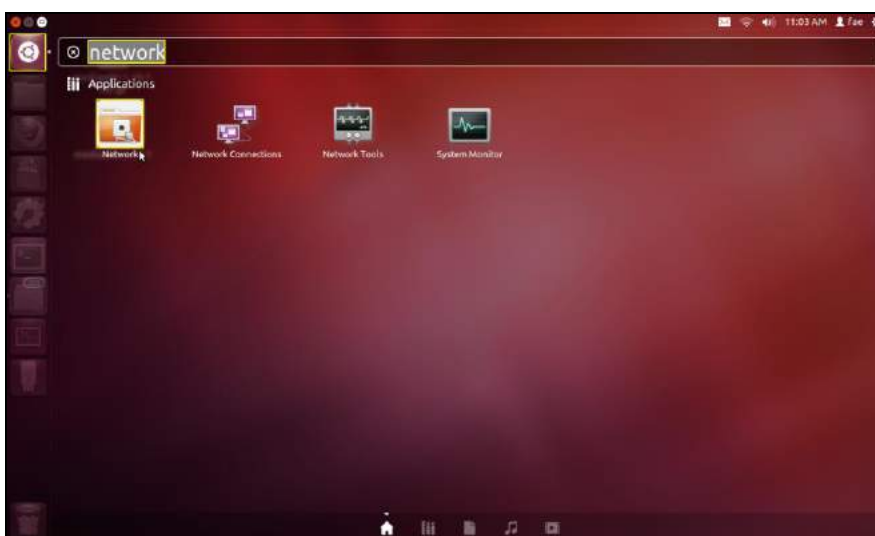 11:03 AM fae
network
Applications
Network
Network Connections
Network Tools
System Monitor